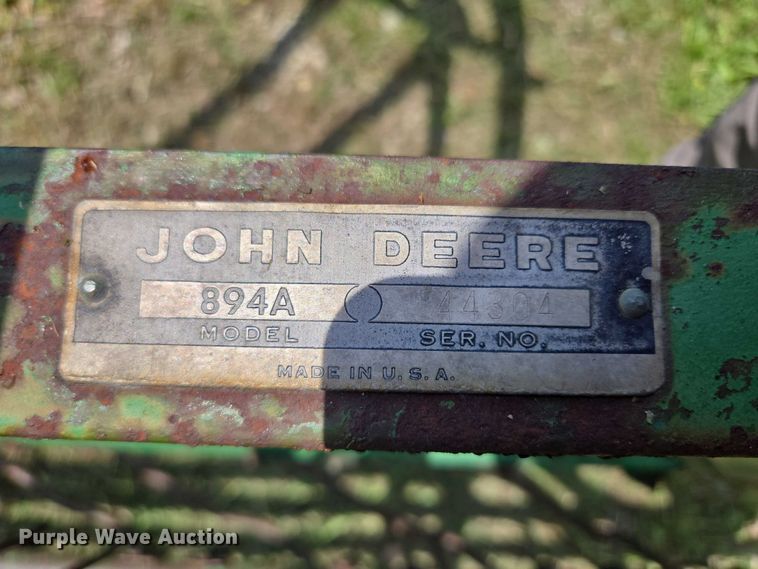 JOHN DEERE
894A 44304
MODEL SER. NO.
MADE IN U.S.A.
Purple Wave Auction